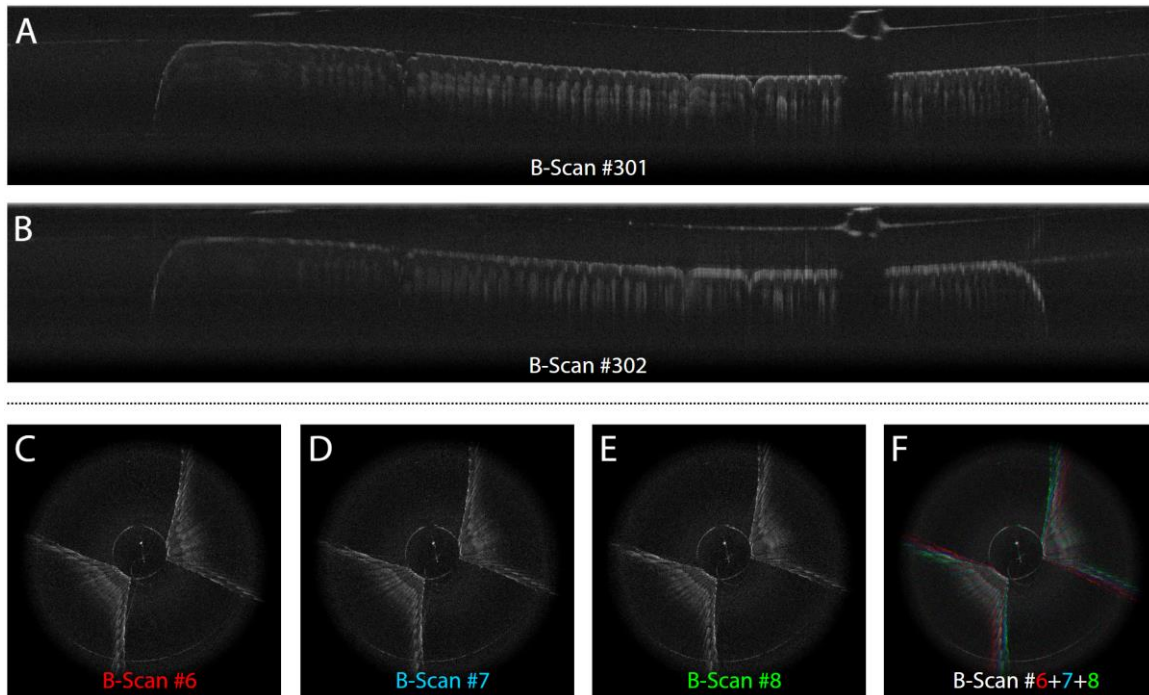 A
B-Scan #301
B
B-Scan #302
C
B-Scan #6
D
B-Scan #7
E
B-Scan #8
F
B-Scan #6+7+8